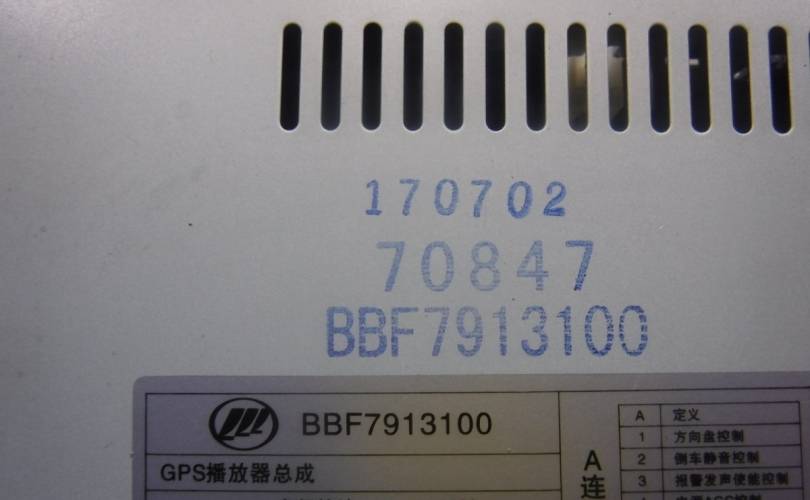 170702
70847
BBF7913100
BBF7913100
GPS播放器总成
A
连
A 定义
1 方向盘控制
2 倒车静音控制
3 报警发声使能控制